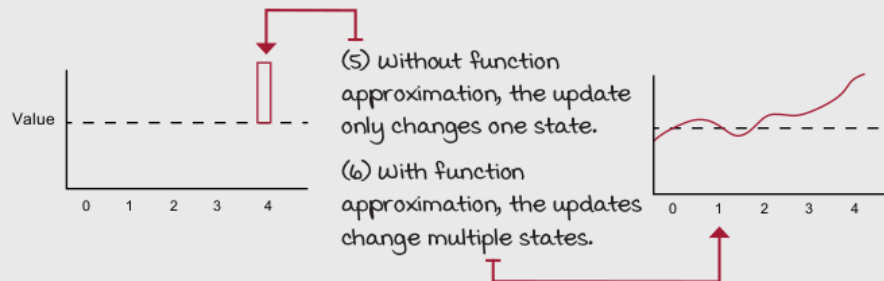 (5) Without function
approximation, the update
only changes one state.
Value
0 1 2 3 4
(6) With function
approximation, the updates
change multiple states.
0 1 2 3 4